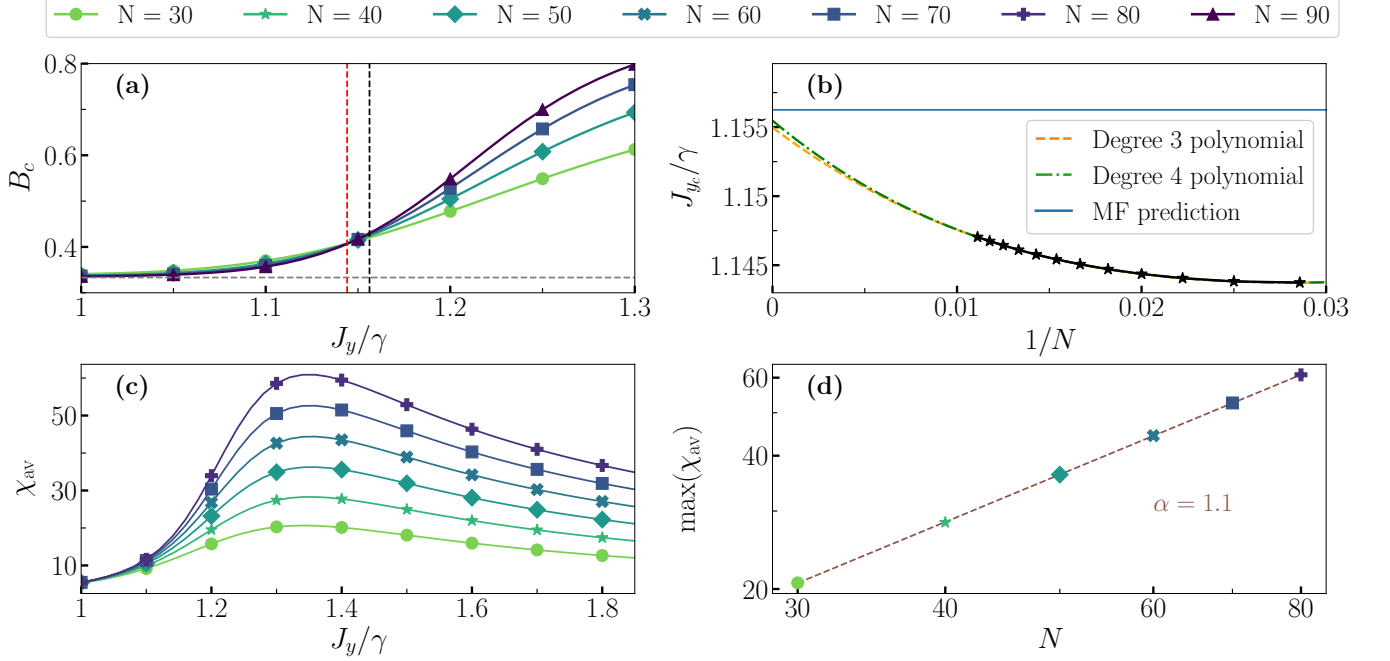 N = 30 N = 40 N = 50 N = 60 N = 70 N = 80 N = 90
(a)
0.8
0.6
0.4
B_c
1 1.1 1.2 1.3
J_y/γ
(b)
1.155
1.15
1.145
J_{y_c}/γ
Degree 3 polynomial
Degree 4 polynomial
MF prediction
0 0.01 0.02 0.03
1/N
(c)
50
30
10
χ_av
1 1.2 1.4 1.6 1.8
J_y/γ
(d)
60
40
20
max(χ_av)
α = 1.1
30 40 60 80
N